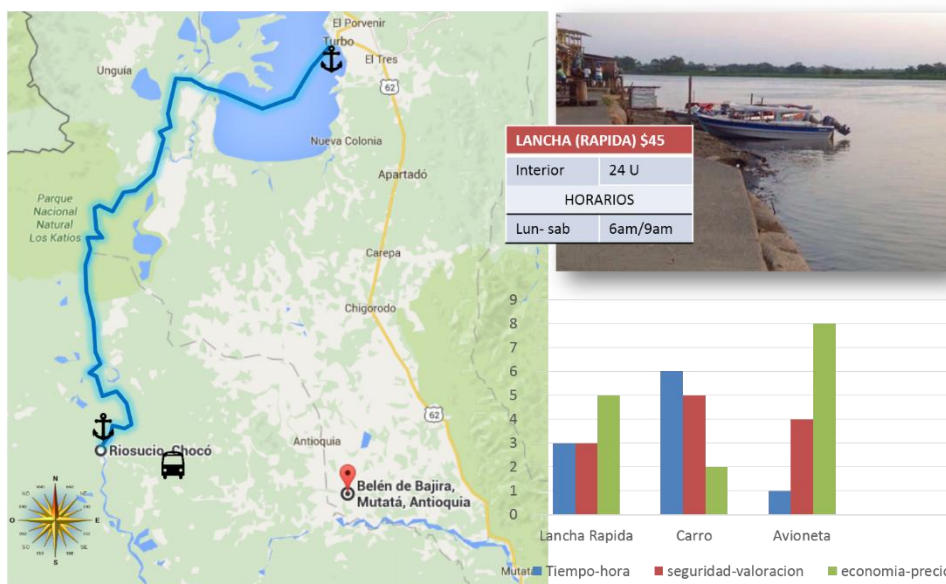 El Porvenir
Turbo
El Tres
Unguía
62
Nueva Colonia
Apartadó
Parque
Nacional
Natural
Los Katios
Carepa
Chigorodo
62
Antioquia
Riosucio, Chocó
Belén de Bajira,
Mutatá, Antioquia
Mutatá
N
O
E
S
LANCHA (RAPIDA) $45
Interior 24 U
HORARIOS
Lun- sab 6am/9am
9
8
7
6
5
4
3
2
1
0
Lancha Rapida Carro Avioneta
Tiempo-hora seguridad-valoracion economia-precio